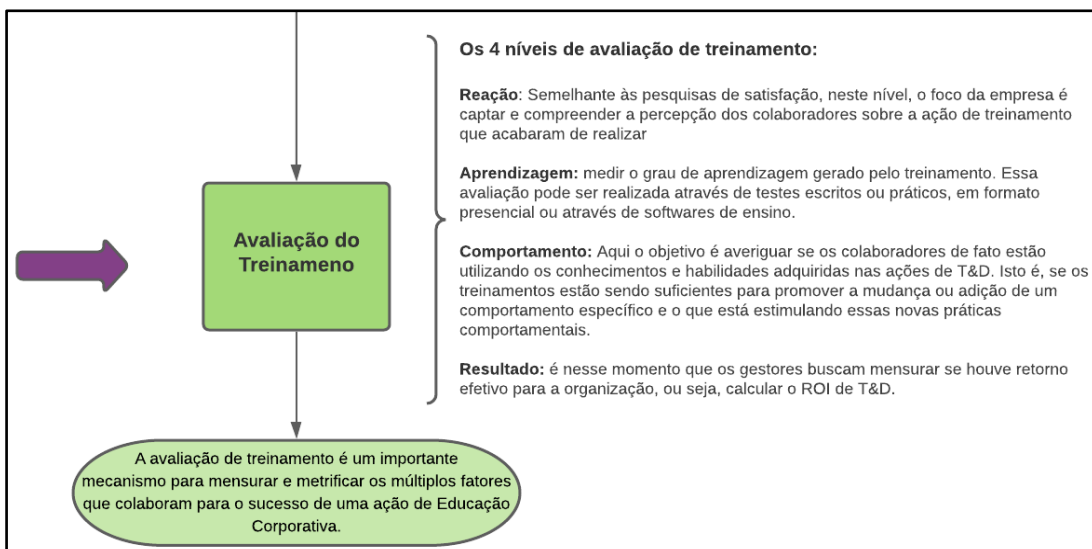 Os 4 níveis de avaliação de treinamento:
Reação: Semelhante às pesquisas de satisfação, neste nível, o foco da empresa é
captar e compreender a percepção dos colaboradores sobre a ação de treinamento
que acabaram de realizar
Aprendizagem: medir o grau de aprendizagem gerado pelo treinamento. Essa
avaliação pode ser realizada através de testes escritos ou práticos, em formato
presencial ou através de softwares de ensino.
Comportamento: Aqui o objetivo é averiguar se os colaboradores de fato estão
utilizando os conhecimentos e habilidades adquiridas nas ações de T&D. Isto é, se os
treinamentos estão sendo suficientes para promover a mudança ou adição de um
comportamento específico e o que está estimulando essas novas práticas
comportamentais.
Resultado: é nesse momento que os gestores buscam mensurar se houve retorno
efetivo para a organização, ou seja, calcular o ROI de T&D.
Avaliação do
Treinameno
A avaliação de treinamento é um importante
mecanismo para mensurar e metrificar os múltiplos fatores
que colaboram para o sucesso de uma ação de Educação
Corporativa.